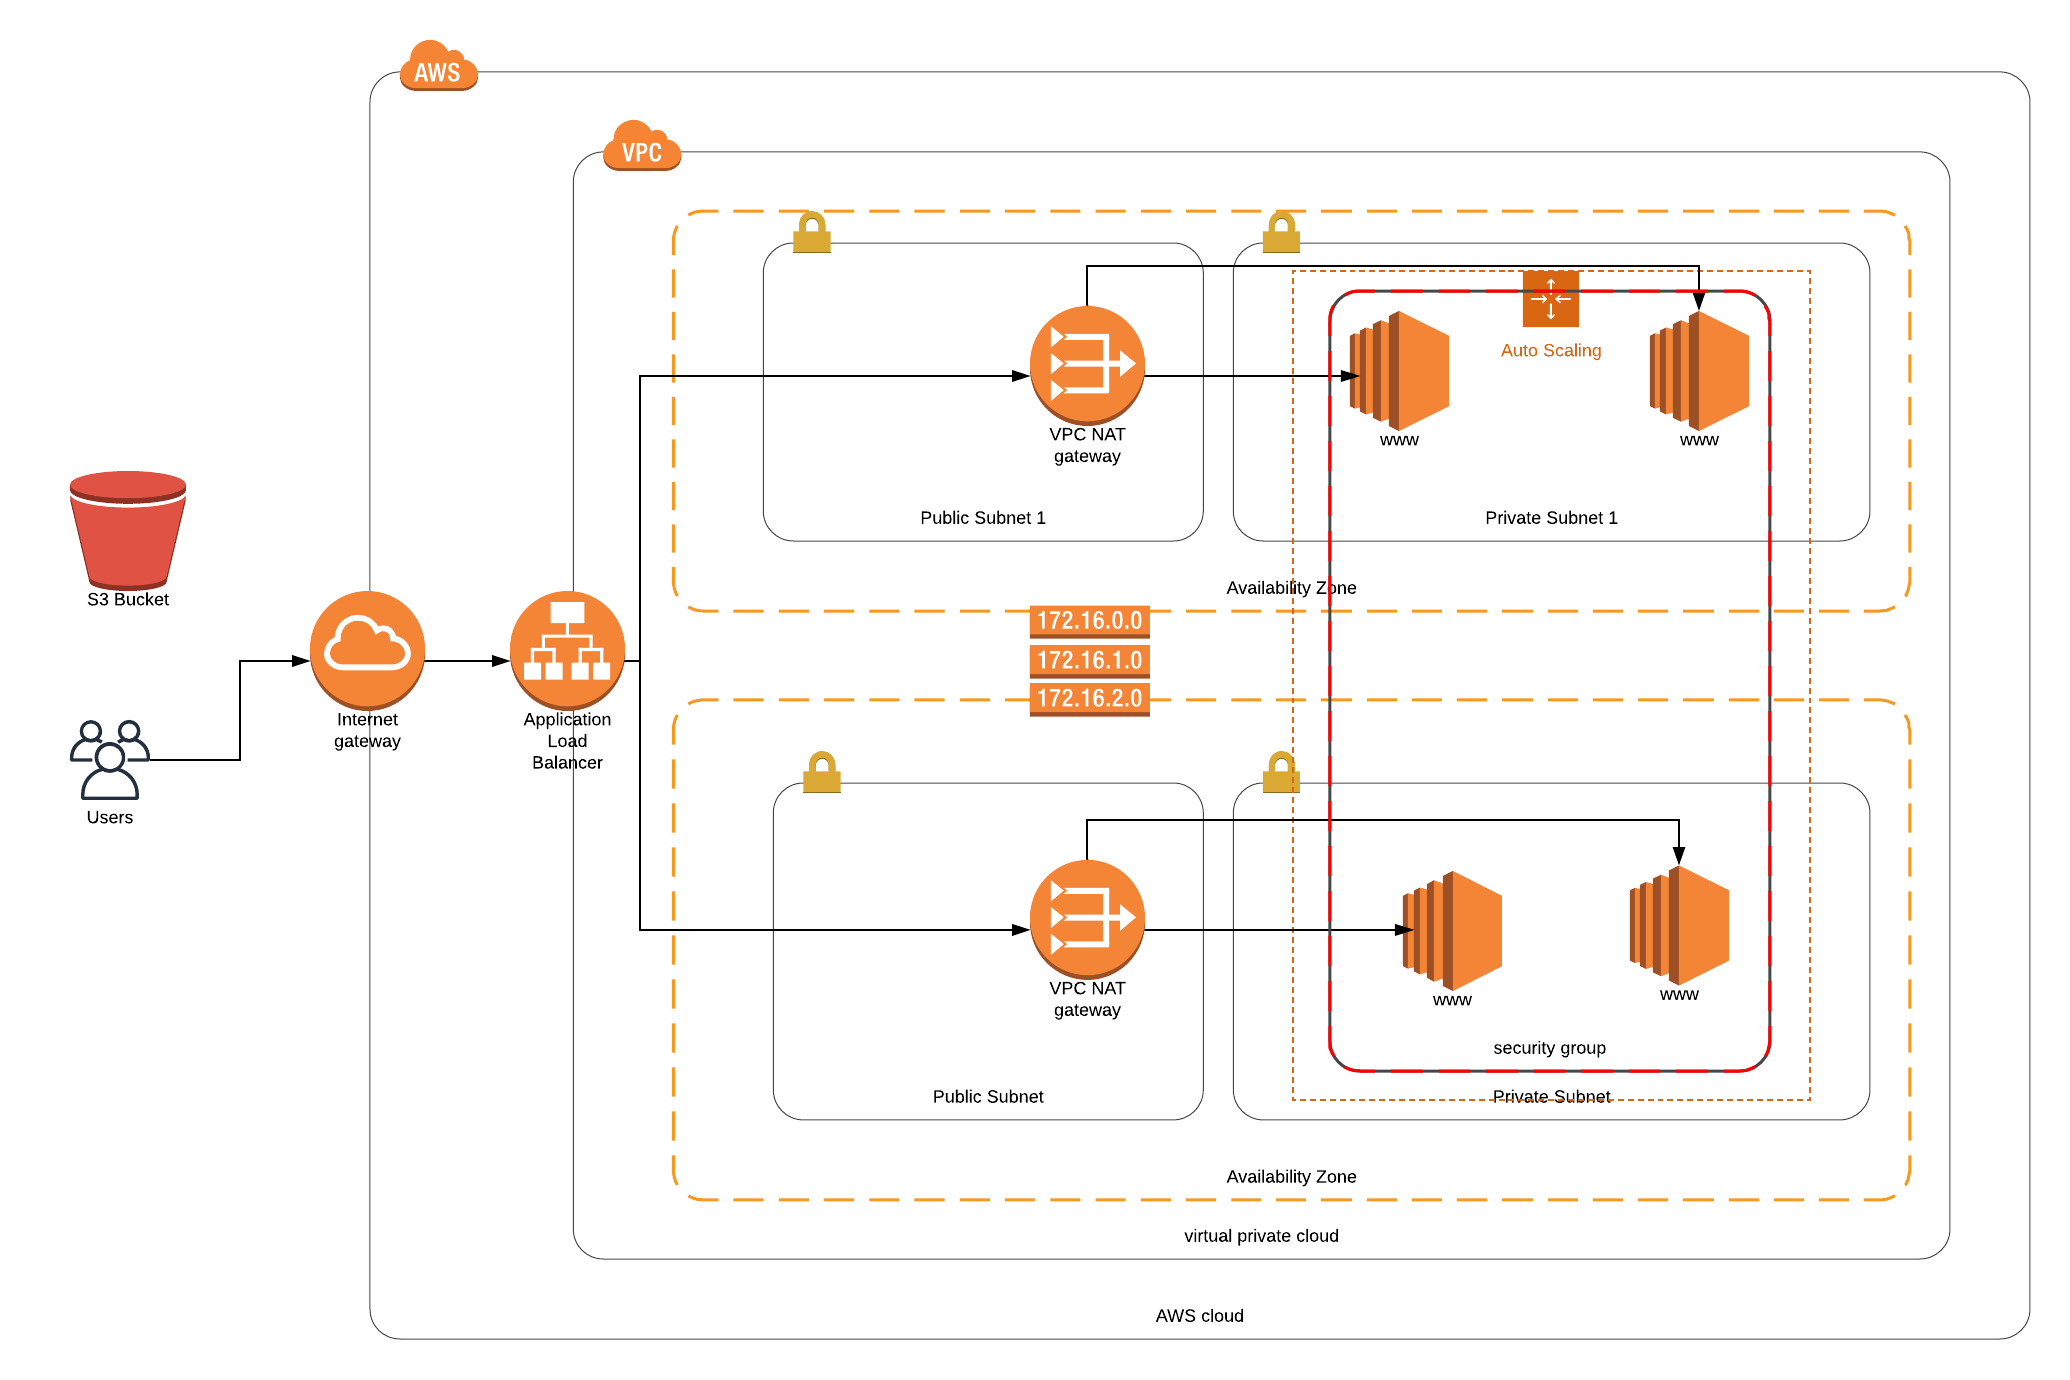 AWS
VPC
Auto Scaling
www
www
VPC NAT
gateway
Public Subnet 1
Private Subnet 1
Availability Zone
S3 Bucket
172.16.0.0
172.16.1.0
172.16.2.0
Internet
gateway
Application
Load
Balancer
Users
VPC NAT
gateway
www
www
security group
Public Subnet
Private Subnet
Availability Zone
virtual private cloud
AWS cloud